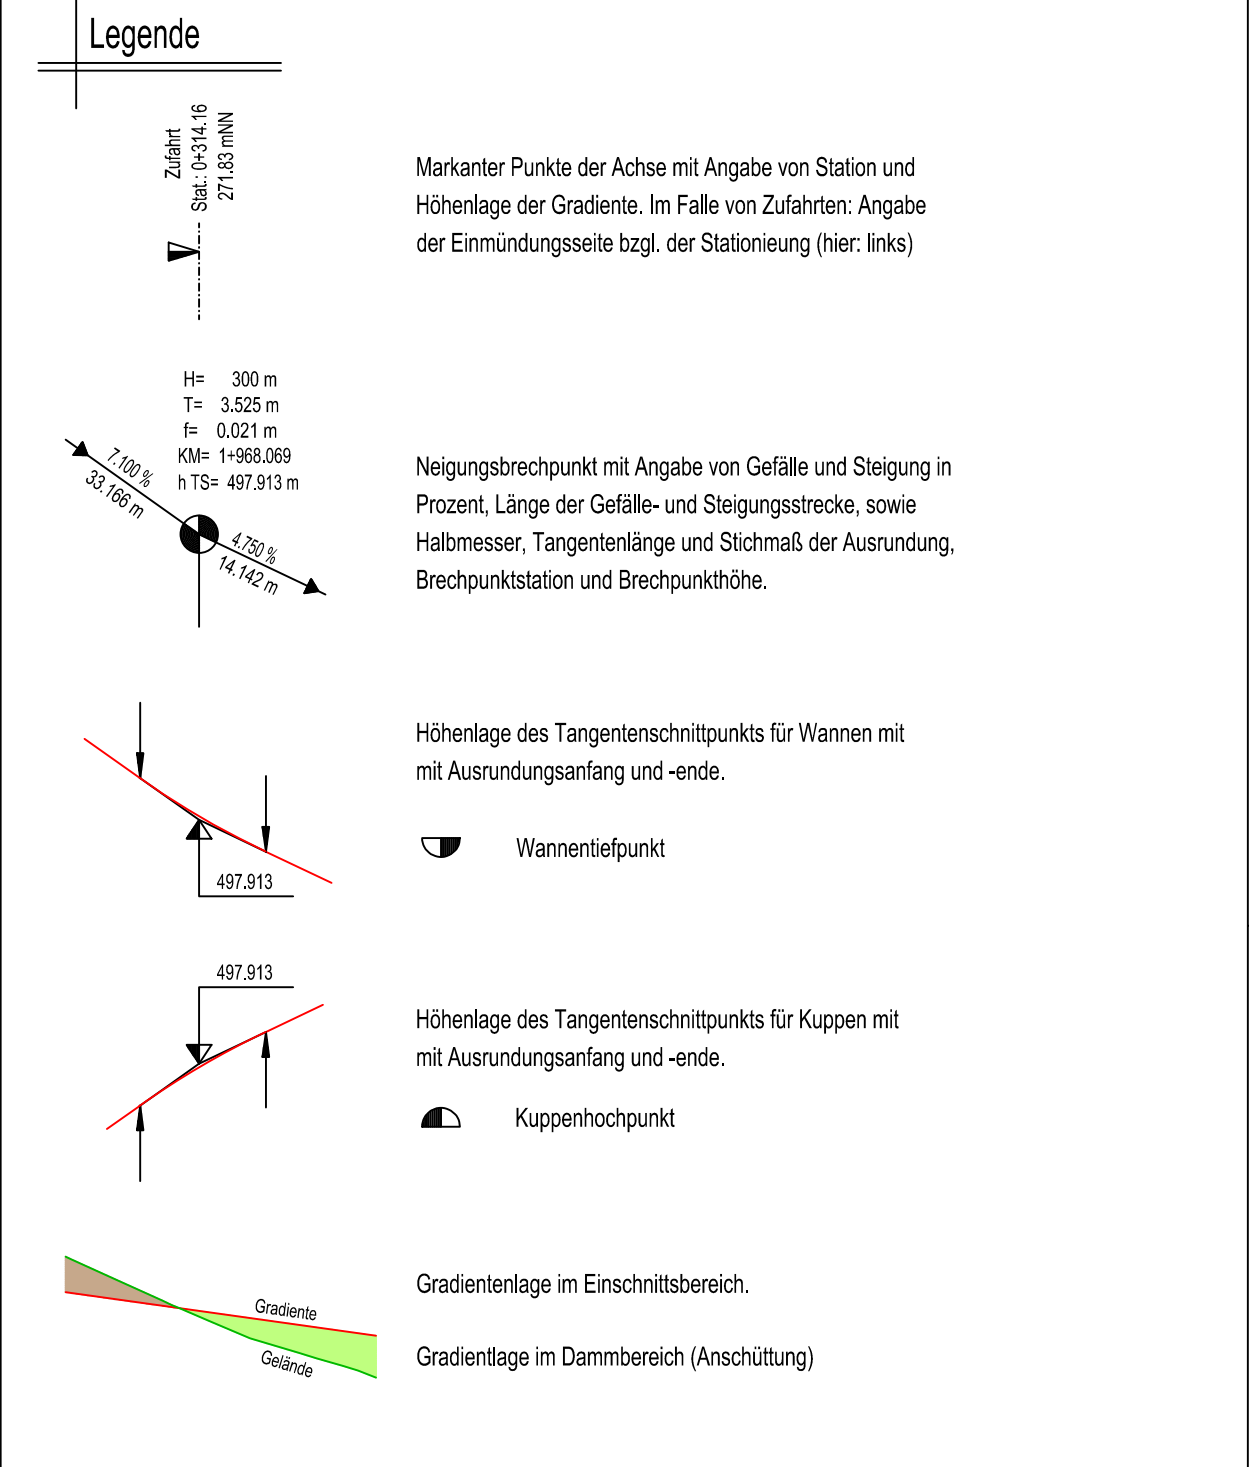 Legende
Zufahrt
Stat.: 0+314.16
271.83 mNN
Markanter Punkte der Achse mit Angabe von Station und
Höhenlage der Gradiente. Im Falle von Zufahrten: Angabe
der Einmündungsseite bzgl. der Stationieung (hier: links)
H= 300 m
T= 3.525 m
f= 0.021 m
KM= 1+968.069
h TS= 497.913 m
7.100 %
33.166 m
4.750 %
14.142 m
Neigungsbrechpunkt mit Angabe von Gefälle und Steigung in
Prozent, Länge der Gefälle- und Steigungsstrecke, sowie
Halbmesser, Tangentenlänge und Stichmaß der Ausrundung,
Brechpunktstation und Brechpunkthöhe.
Höhenlage des Tangentenschnittpunkts für Wannen mit
mit Ausrundungsanfang und -ende.
Wannentiefpunkt
497.913
497.913
Höhenlage des Tangentenschnittpunkts für Kuppen mit
mit Ausrundungsanfang und -ende.
Kuppenhochpunkt
Gradiente
Gelände
Gradientenlage im Einschnittsbereich.
Gradientlage im Dammbereich (Anschüttung)